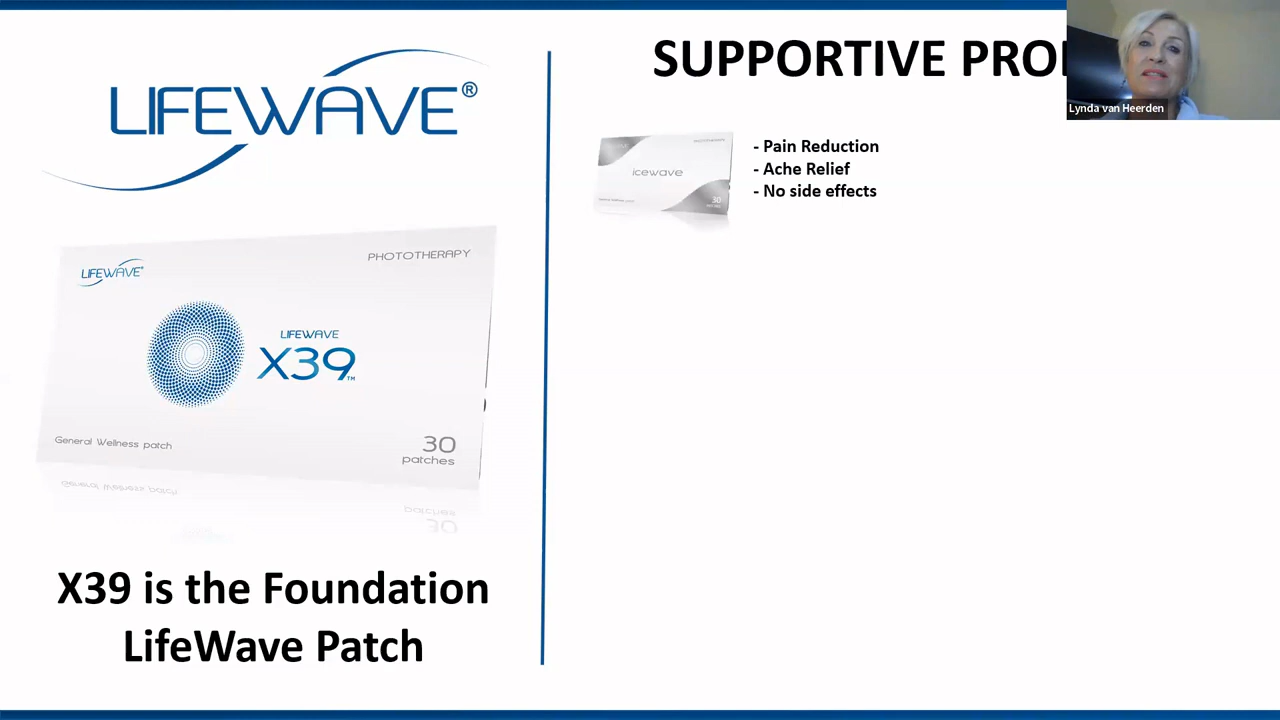 LIFEWAVE®
PHOTOTHERAPY
LIFEWAVE®
LIFEWAVE
X39™
General Wellness patch
30
patches
X39 is the Foundation
LifeWave Patch
SUPPORTIVE
Lynda van Heerden
icewave
30
- Pain Reduction
- Ache Relief
- No side effects